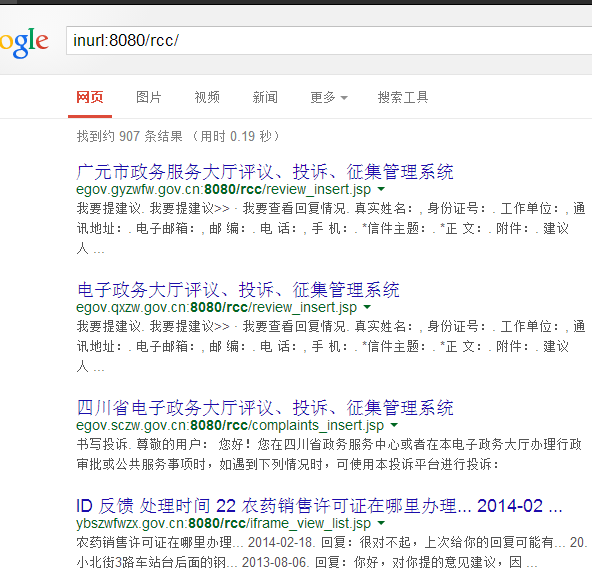 ogle
inurl:8080/rcc/
网页 图片 视频 新闻 更多 搜索工具
找到约 907 条结果 （用时 0.19 秒）
广元市政务服务大厅评议、投诉、征集管理系统
egov.gyzwfw.gov.cn:8080/rcc/review_insert.jsp
我要提建议. 我要提建议>> · 我要查看回复情况. 真实姓名：, 身份证号：. 工作单位：, 通
讯地址：. 电子邮箱：, 邮 编：. 电 话：, 手 机：. *信件主题：. *正 文：. 附件：. 建议
人 ...
电子政务大厅评议、投诉、征集管理系统
egov.qxzw.gov.cn:8080/rcc/review_insert.jsp
我要提建议. 我要提建议>> · 我要查看回复情况. 真实姓名：, 身份证号：. 工作单位：, 通
讯地址：. 电子邮箱：, 邮 编：. 电 话：, 手 机：. *信件主题：. *正 文：. 附件：. 建议
人 ...
四川省电子政务大厅评议、投诉、征集管理系统
egov.sczw.gov.cn:8080/rcc/complaints_insert.jsp
书写投诉. 尊敬的用户： 您好！您在四川省政务服务中心或者在本电子政务大厅办理行政
审批或公共服务事项时，如遇到下列情况时，可使用本投诉平台进行投诉：
ID 反馈 处理时间 22 农药销售许可证在哪里办理... 2014-02 ...
ybszwfwzx.gov.cn:8080/rcc/iframe_view_list.jsp
农药销售许可证在哪里办理... 2014-02-18. 回复：很对不起，上次给你的回复可能有... 20.
小北街3路车站台后面的钢... 2013-08-06. 回复：你好，对你提的意见建议，因 ...